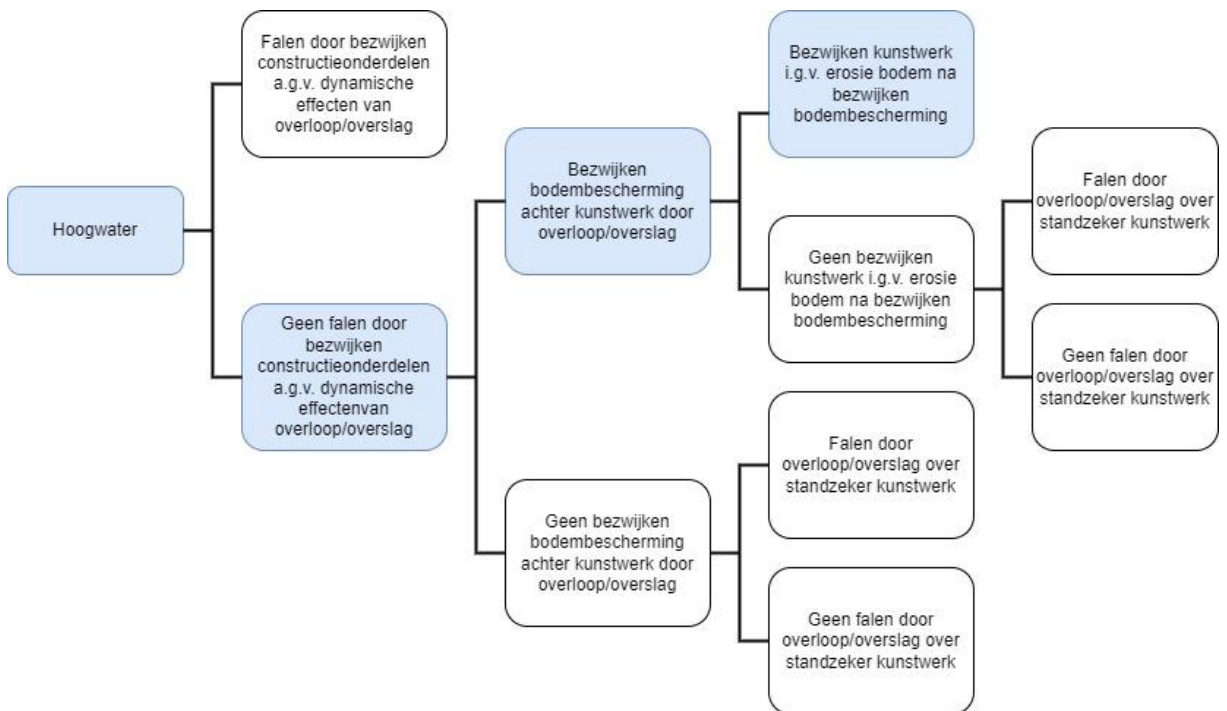 Hoogwater
Falen door bezwijken
constructieonderdelen
a.g.v. dynamische
effecten van
overloop/overslag
Geen falen door
bezwijken
constructieonderdelen
a.g.v. dynamische
effectenvan
overloop/overslag
Bezwijken
bodembescherming
achter kunstwerk door
overloop/overslag
Geen bezwijken
bodembescherming
achter kunstwerk door
overloop/overslag
Bezwijken kunstwerk
i.g.v. erosie bodem na
bezwijken
bodembescherming
Geen bezwijken
kunstwerk i.g.v. erosie
bodem na bezwijken
bodembescherming
Falen door
overloop/overslag over
standzeker kunstwerk
Geen falen door
overloop/overslag over
standzeker kunstwerk
Falen door
overloop/overslag over
standzeker kunstwerk
Geen falen door
overloop/overslag over
standzeker kunstwerk